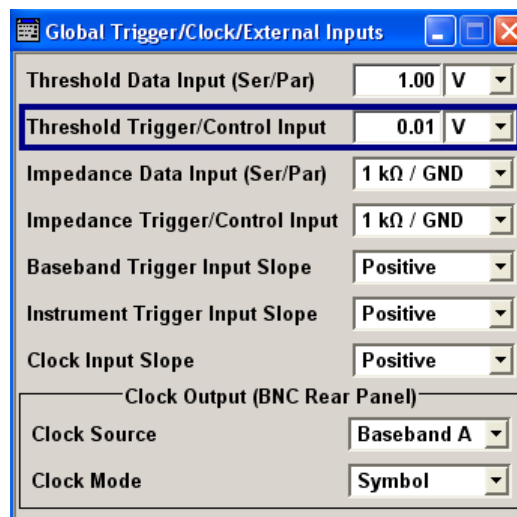 Global Trigger/Clock/External Inputs
Threshold Data Input (Ser/Par) 1.00 V
Threshold Trigger/Control Input 0.01 V
Impedance Data Input (Ser/Par) 1 kΩ / GND
Impedance Trigger/Control Input 1 kΩ / GND
Baseband Trigger Input Slope Positive
Instrument Trigger Input Slope Positive
Clock Input Slope Positive
Clock Output (BNC Rear Panel)
Clock Source Baseband A
Clock Mode Symbol